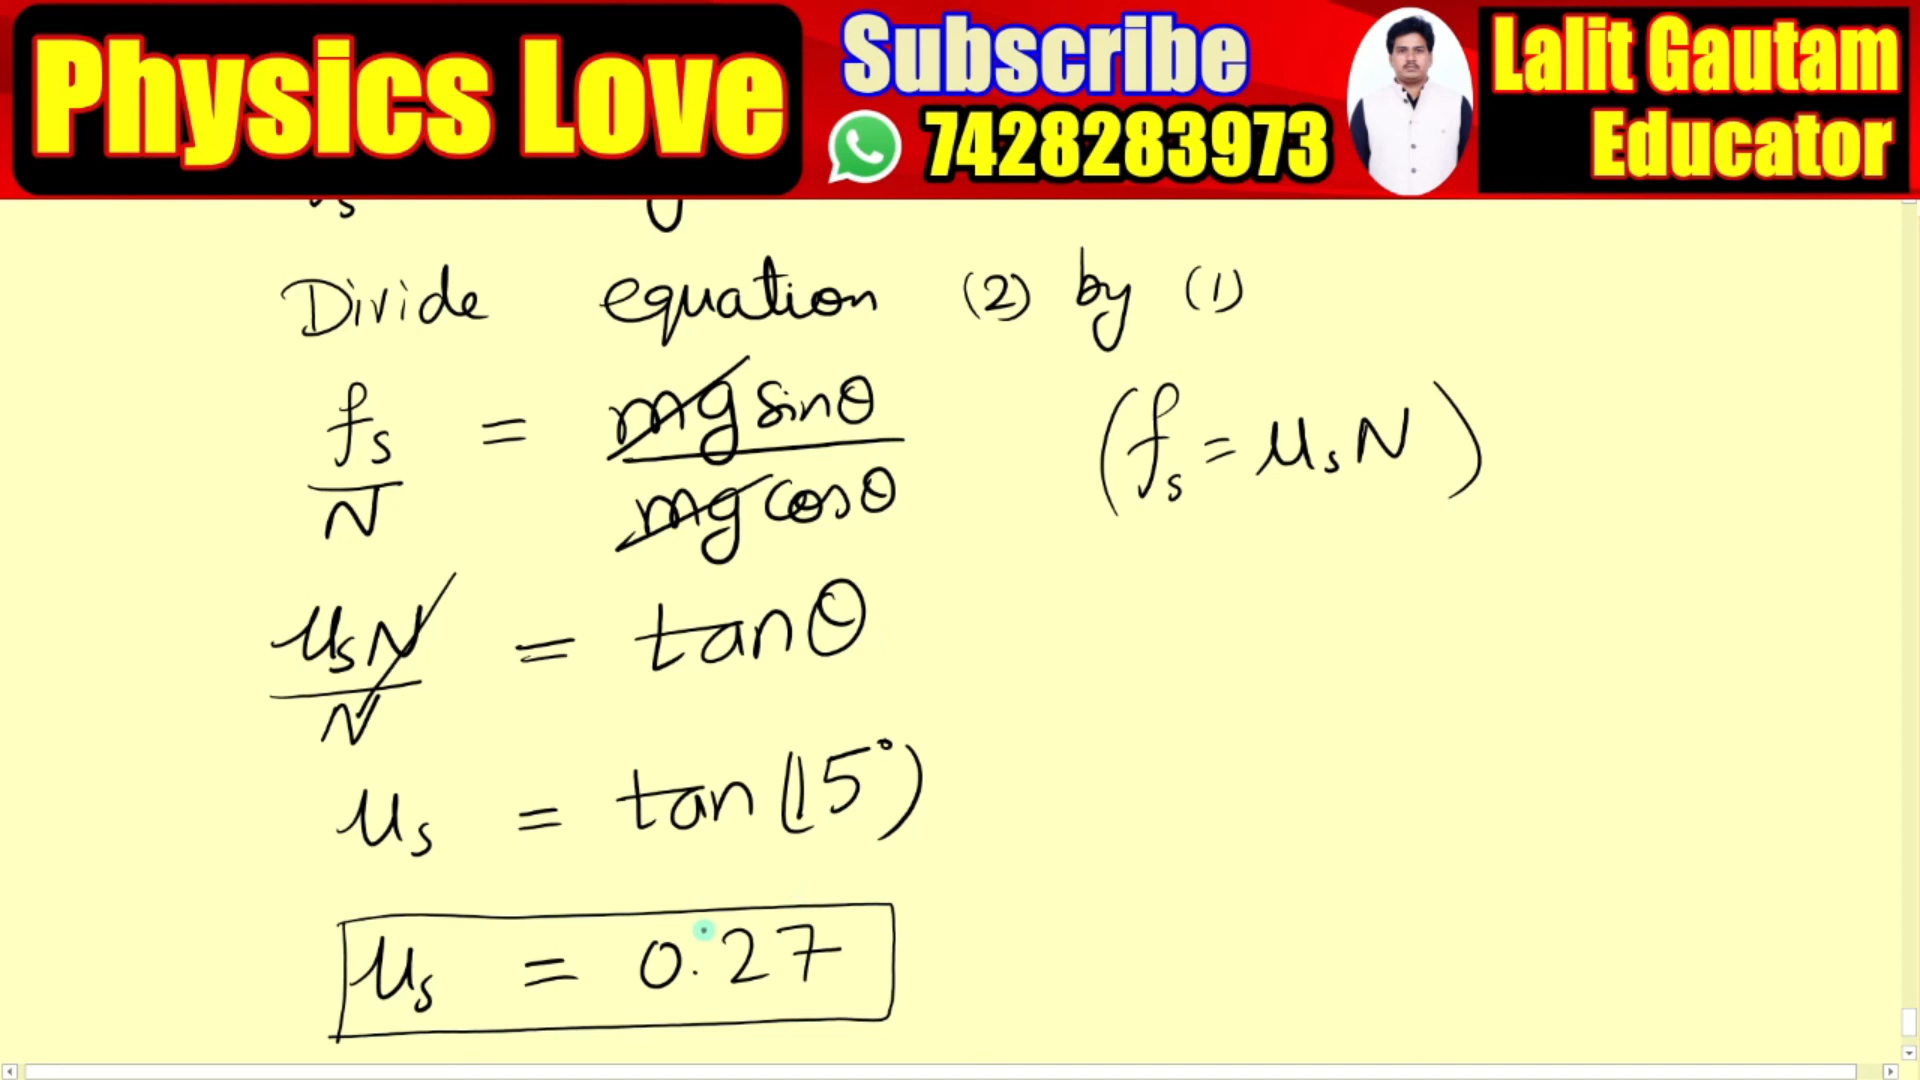 Physics Love
Subscribe
7428283973
Lalit Gautam
Educator
Divide equation (2) by (1)
fs/N = mg sinθ/mg cosθ (fs = μs N)
μsN/N = tanθ
μs = tan(15°)
μs = 0.27